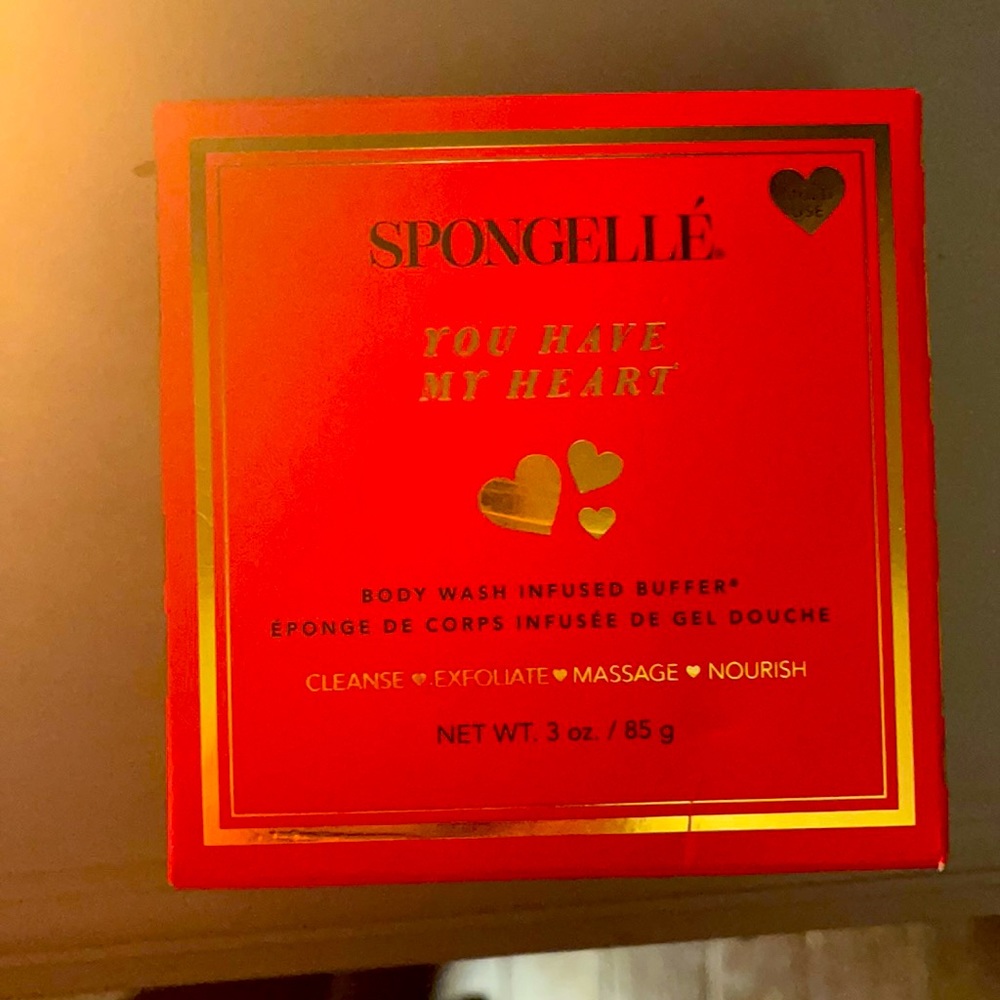 SPONGELLÉ
USE
YOU HAVE
MY HEART
BODY WASH INFUSED BUFFER®
ÉPONGE DE CORPS INFUSÉE DE GEL DOUCHE
CLEANSE ♥ EXFOLIATE ♥ MASSAGE ♥ NOURISH
NET WT. 3 oz. / 85 g